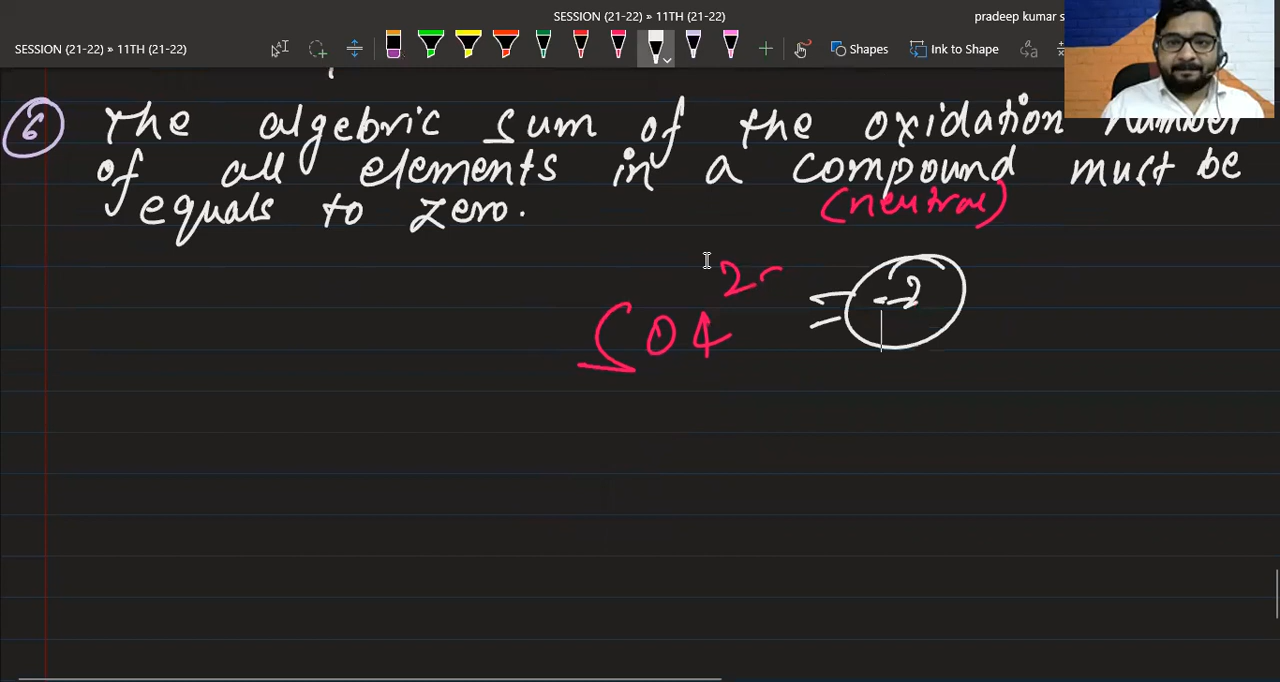 SESSION (21-22) » 11TH (21-22)
pradeep kumar s
SESSION (21-22) » 11TH (21-22)
Shapes
Ink to Shape
6 The algebric sum of the oxidation number
of all elements in a compound must be
equals to zero.
(neutral)
SO4 2- = -2